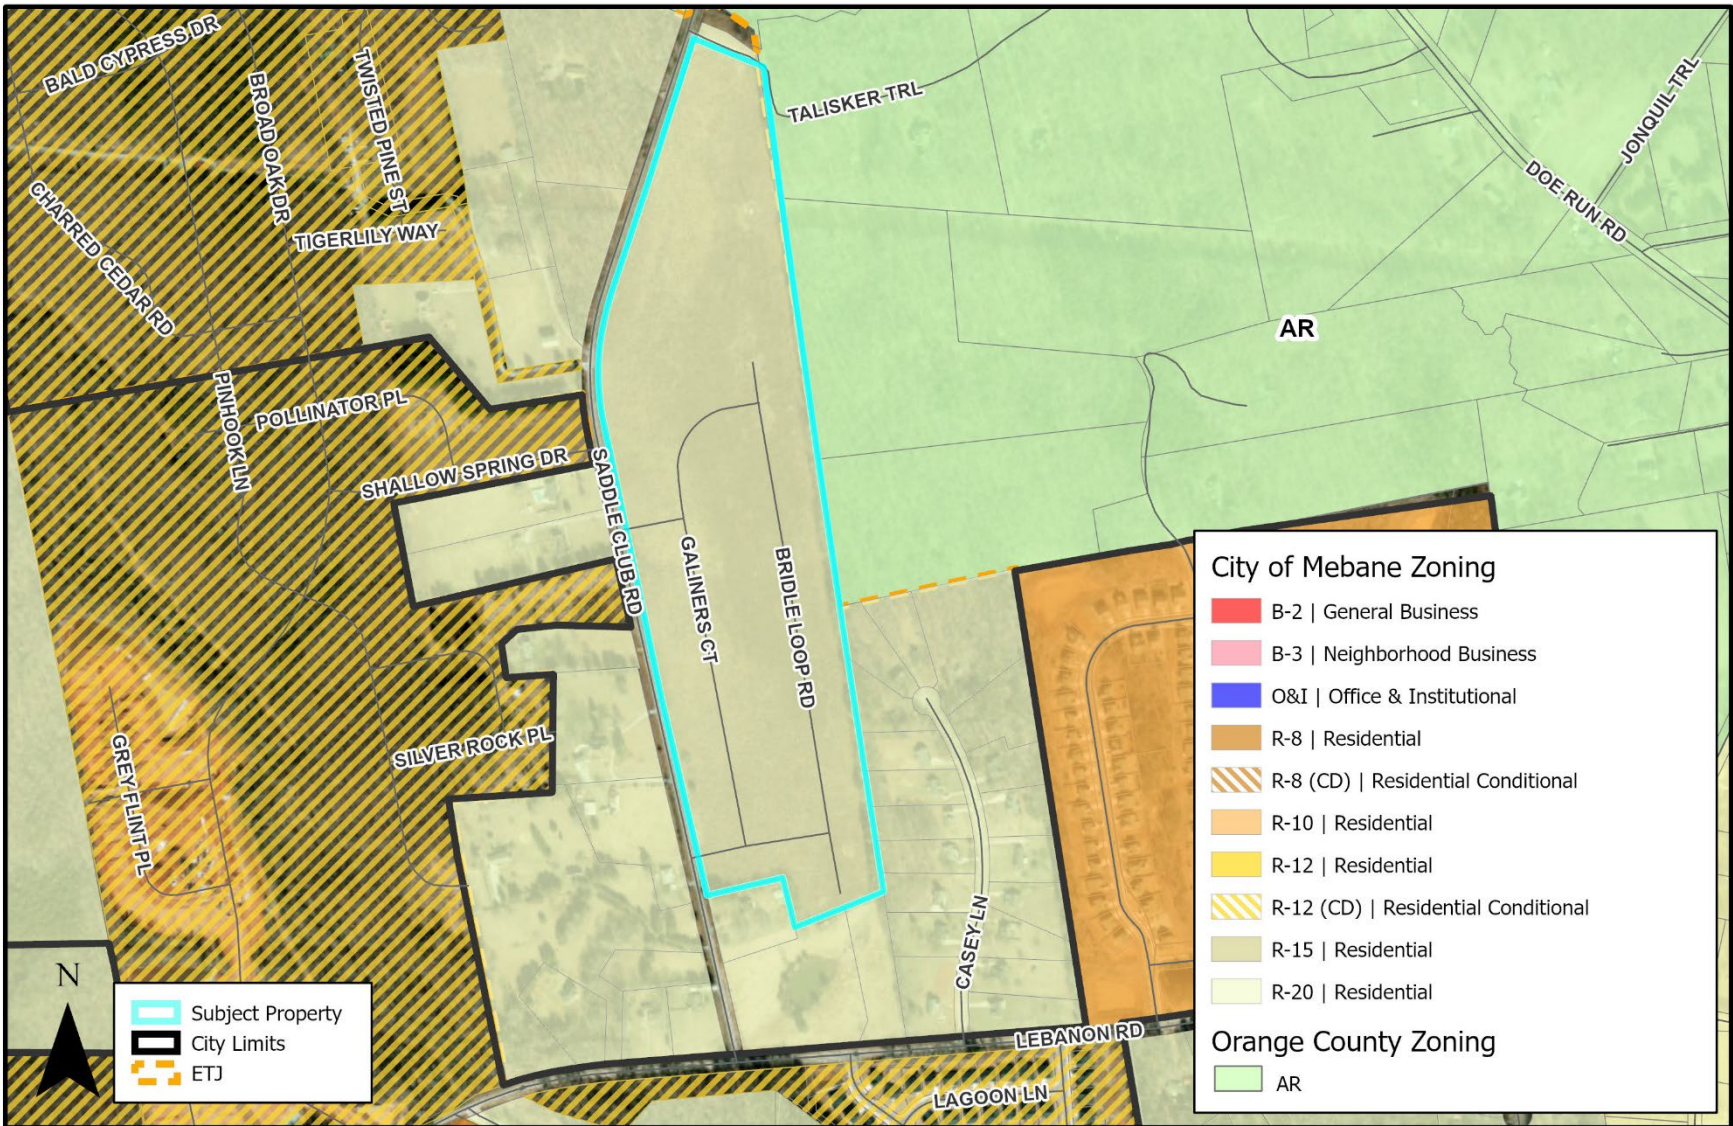 BALD CYPRESS DR
BROAD OAK DR
TWISTED PINE ST
TALISKER TRL
JONQUIL TRL
DOE RUN RD
CHARRED CEDAR RD
TIGERLILY WAY
AR
PINHOOK LN
POLLINATOR PL
SHALLOW SPRING DR
SADDLE CLUB RD
GALINERS CT
BRIDLE LOOP RD
GREY FLINT PL
SILVER ROCK PL
CASEY LN
LEBANON RD
LAGOON LN
N
Subject Property
City Limits
ETJ
City of Mebane Zoning
B-2 | General Business
B-3 | Neighborhood Business
O&I | Office & Institutional
R-8 | Residential
R-8 (CD) | Residential Conditional
R-10 | Residential
R-12 | Residential
R-12 (CD) | Residential Conditional
R-15 | Residential
R-20 | Residential
Orange County Zoning
AR